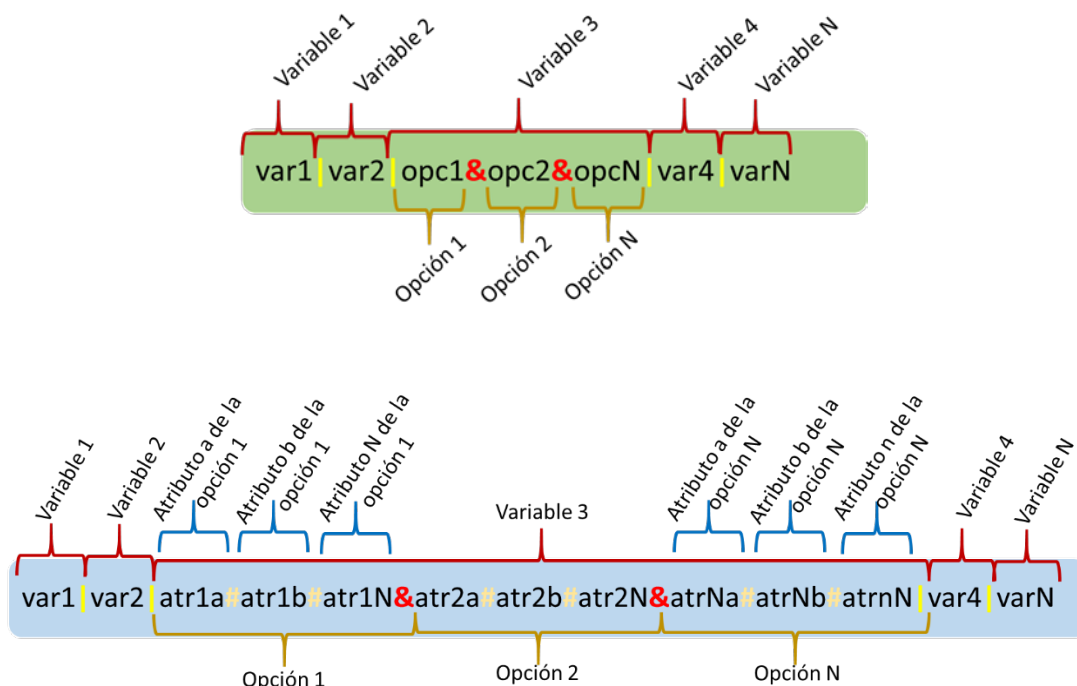 Variable 1
Variable 2
Variable 3
Variable 4
Variable N
var1|var2|opc1&opc2&opcN|var4|varN
Opción 1
Opción 2
Opción N
Variable 1
Variable 2
Atributo a de la
opción 1
Atributo b de la
opción 1
Atributo N de la
opción 1
Variable 3
Atributo a de la
opción N
Atributo b de la
opción N
Atributo n de la
opción N
Variable 4
Variable N
var1|var2|atr1a#atr1b#atr1N&atr2a#atr2b#atr2N&atrNa#atrNb#atrnN|var4|varN
Opción 1
Opción 2
Opción N